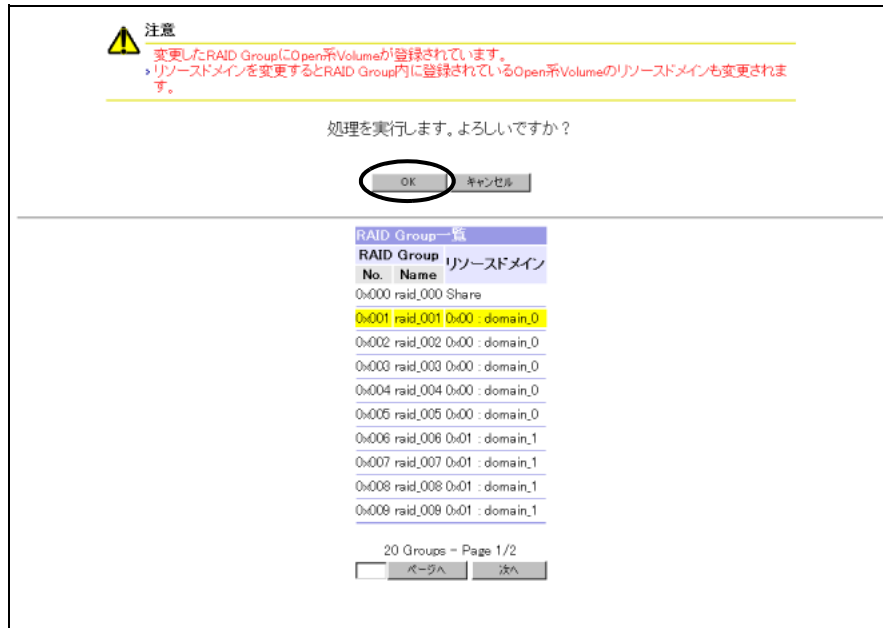 注意
変更したRAID GroupにOpen系Volumeが登録されています。
リソースドメインを変更するとRAID Group内に登録されているOpen系Volumeのリソースドメインも変更されま
す。
処理を実行します。よろしいですか？
OK キャンセル
RAID Group一覧
RAID Group リソースドメイン
No. Name
0x000 raid_000 Share
0x001 raid_001 0x00 : domain_0
0x002 raid_002 0x00 : domain_0
0x003 raid_003 0x00 : domain_0
0x004 raid_004 0x00 : domain_0
0x005 raid_005 0x00 : domain_0
0x006 raid_006 0x01 : domain_1
0x007 raid_007 0x01 : domain_1
0x008 raid_008 0x01 : domain_1
0x009 raid_009 0x01 : domain_1
20 Groups - Page 1/2
ページへ 次へ